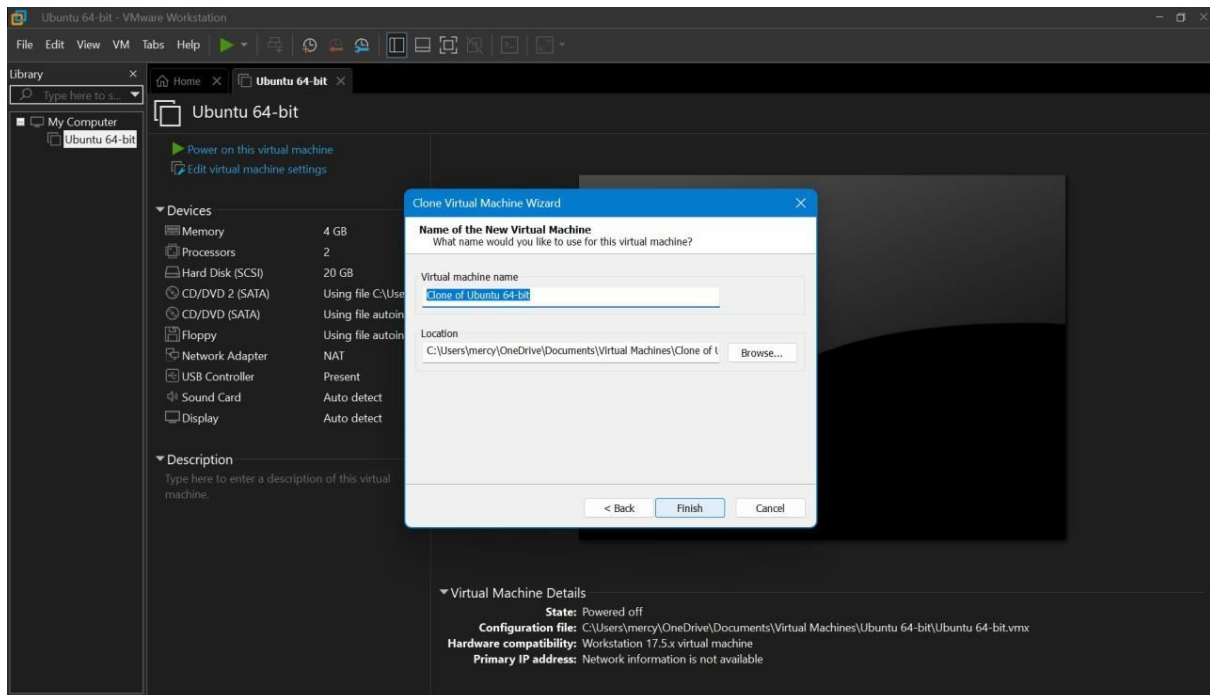 Ubuntu 64-bit - VMware Workstation
File Edit View VM Tabs Help
Library
Type here to s...
My Computer
Ubuntu 64-bit
Home
Ubuntu 64-bit
Ubuntu 64-bit
Power on this virtual machine
Edit virtual machine settings
Devices
Memory 4 GB
Processors 2
Hard Disk (SCSI) 20 GB
CD/DVD 2 (SATA) Using file C:\Use
CD/DVD (SATA) Using file autoin
Floppy Using file autoin
Network Adapter NAT
USB Controller Present
Sound Card Auto detect
Display Auto detect
Description
Type here to enter a description of this virtual
machine.
Clone Virtual Machine Wizard
Name of the New Virtual Machine
What name would you like to use for this virtual machine?
Virtual machine name
Clone of Ubuntu 64-bit
Location
C:\Users\mercy\OneDrive\Documents\Virtual Machines\Clone of U
Browse...
< Back Finish Cancel
Virtual Machine Details
State: Powered off
Configuration file: C:\Users\mercy\OneDrive\Documents\Virtual Machines\Ubuntu 64-bit\Ubuntu 64-bit.vmx
Hardware compatibility: Workstation 17.5.x virtual machine
Primary IP address: Network information is not available